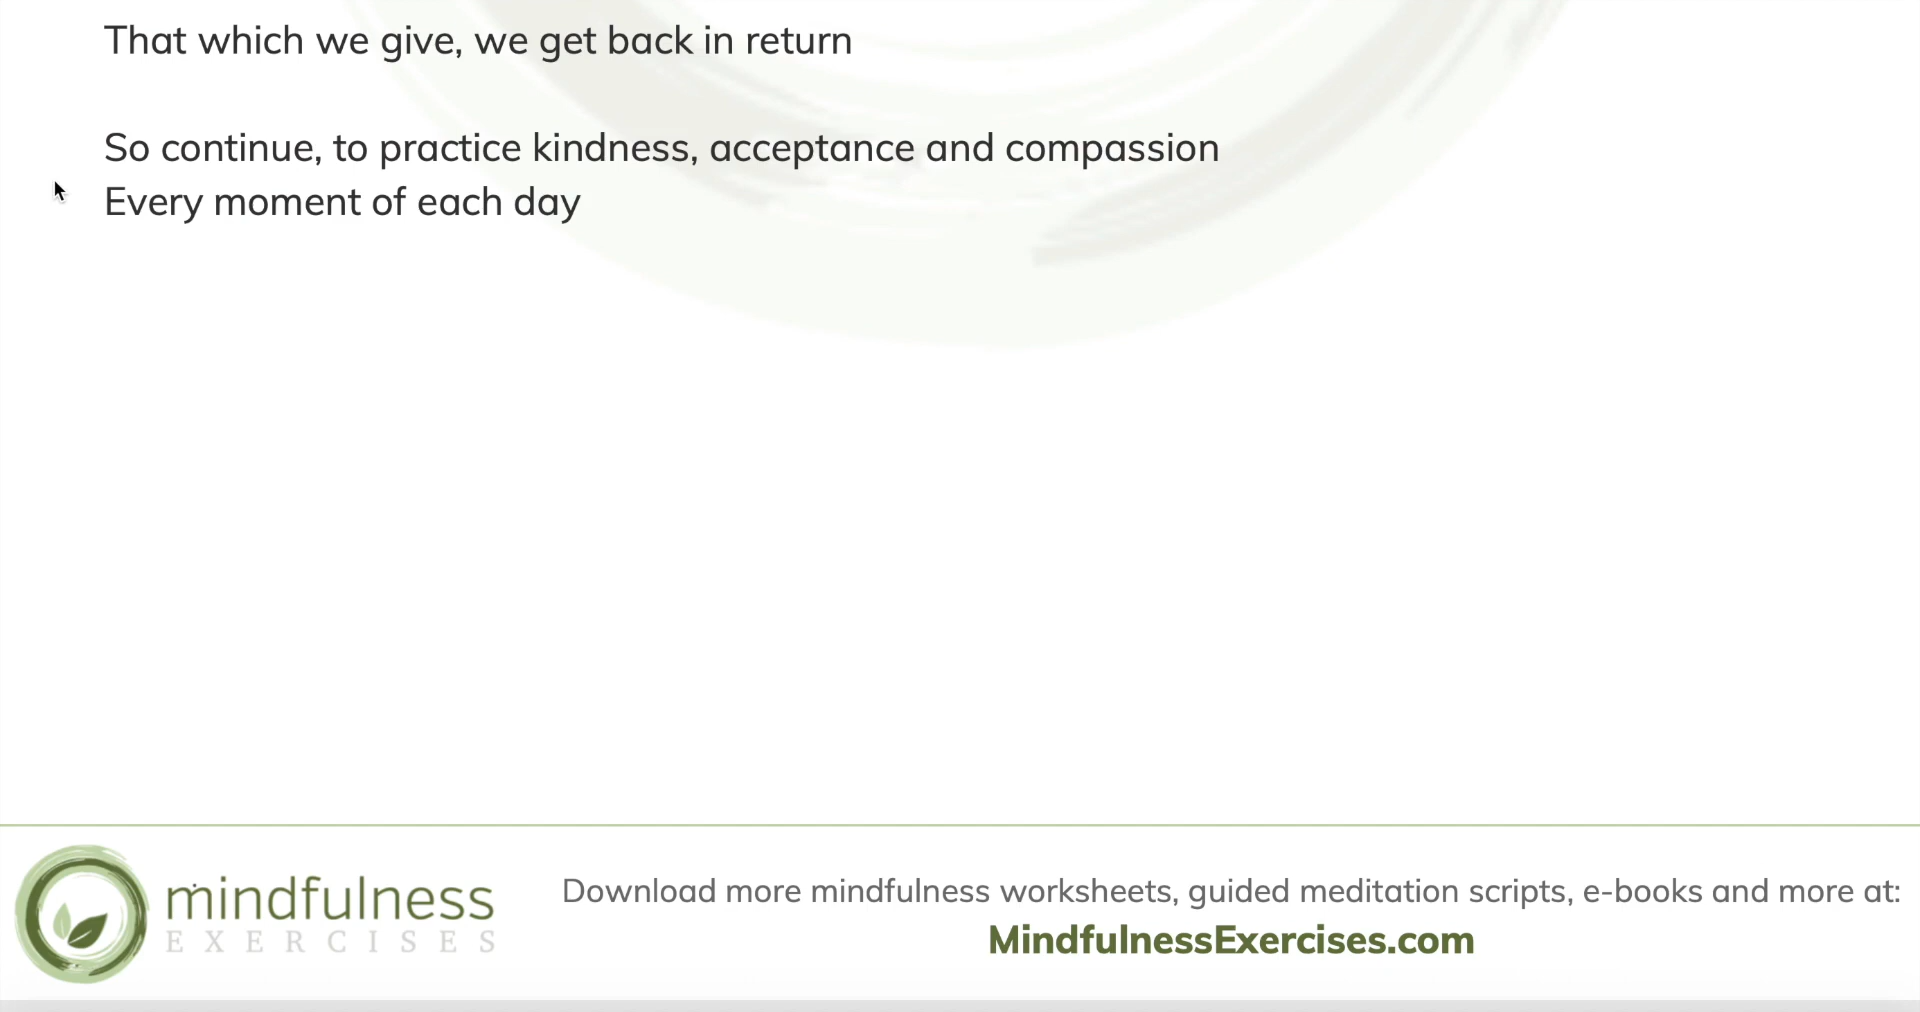 That which we give, we get back in return
So continue, to practice kindness, acceptance and compassion
Every moment of each day
mindfulness
EXERCISES
Download more mindfulness worksheets, guided meditation scripts, e-books and more at:
MindfulnessExercises.com